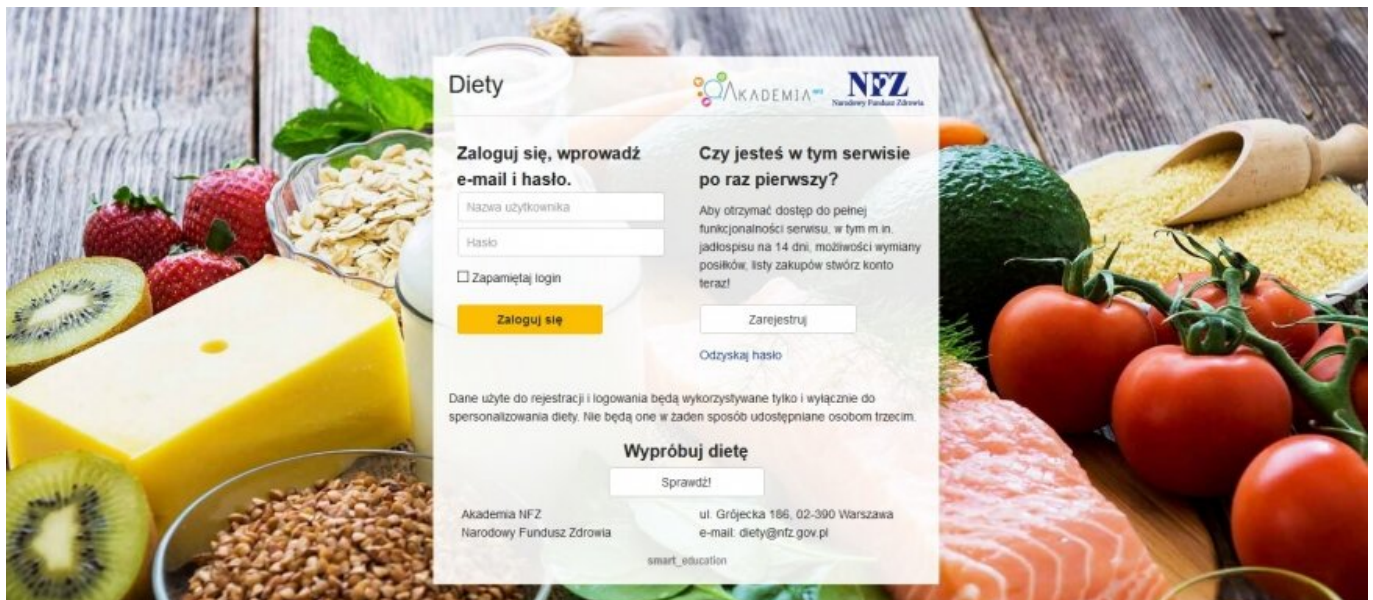 Diety
AKADEMIA NFZ
NFZ
Narodowy Fundusz Zdrowia
Zaloguj się, wprowadź
e-mail i hasło.
Nazwa użytkownika
Hasło
Zapamiętaj login
Zaloguj się
Czy jesteś w tym serwisie
po raz pierwszy?
Aby otrzymać dostęp do pełnej
funkcjonalności serwisu, w tym m.in.
jadłospisu na 14 dni, możliwości wymiany
posiłków, listy zakupów stwórz konto
teraz!
Zarejestruj
Odzyskaj hasło
Dane użyte do rejestracji i logowania będą wykorzystywane tylko i wyłącznie do
spersonalizowania diety. Nie będą one w żaden sposób udostępniane osobom trzecim.
Wypróbuj dietę
Sprawdź!
Akademia NFZ
Narodowy Fundusz Zdrowia
ul. Grójecka 186, 02-390 Warszawa
e-mail: diety@nfz.gov.pl
smart_education